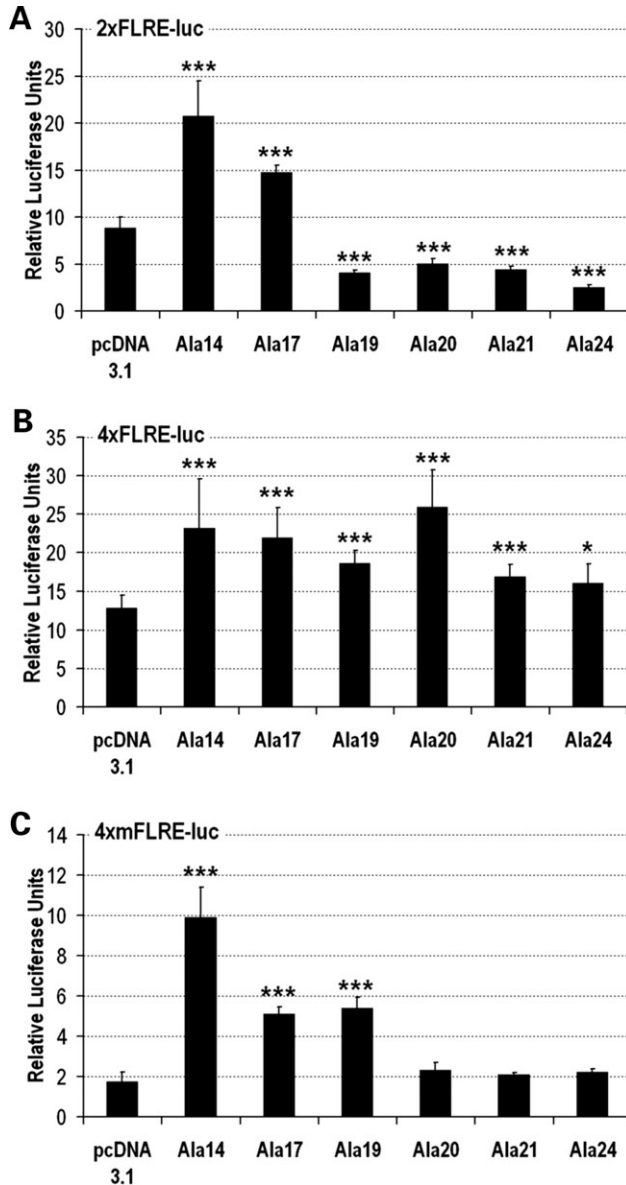 A
2xFLRE-luc
Relative Luciferase Units
30
25
20
15
10
5
0
***
***
***
***
***
***
pcDNA
3.1
Ala14
Ala17
Ala19
Ala20
Ala21
Ala24
B
4xFLRE-luc
Relative Luciferase Units
35
30
25
20
15
10
5
0
***
***
***
***
***
*
pcDNA
3.1
Ala14
Ala17
Ala19
Ala20
Ala21
Ala24
C
4xmFLRE-luc
Relative Luciferase Units
14
12
10
8
6
4
2
0
***
***
***
pcDNA
3.1
Ala14
Ala17
Ala19
Ala20
Ala21
Ala24